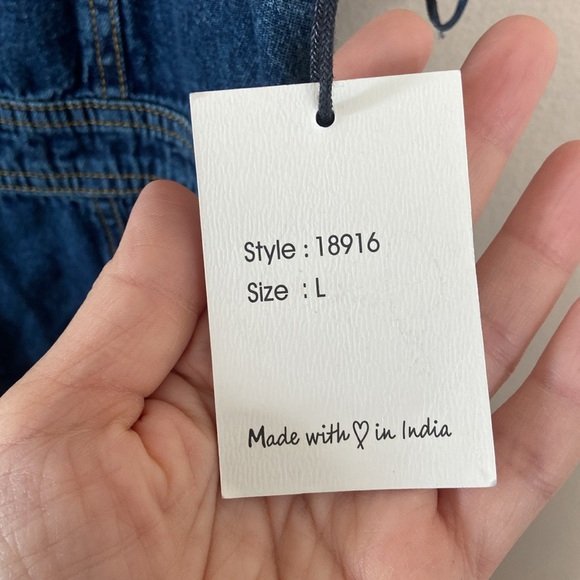 Style : 18916
Size : L
Made with ♡ in India